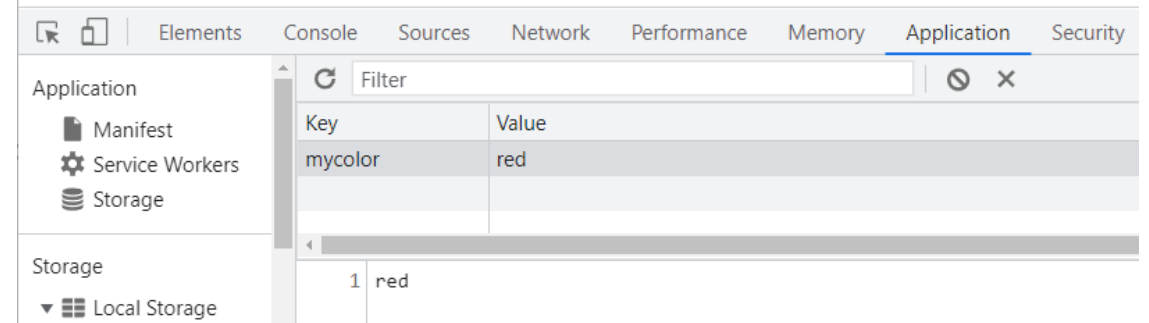 Elements Console Sources Network Performance Memory Application Security
Application
Manifest
Service Workers
Storage
Storage
Local Storage
Filter
Key Value
mycolor red
1 red